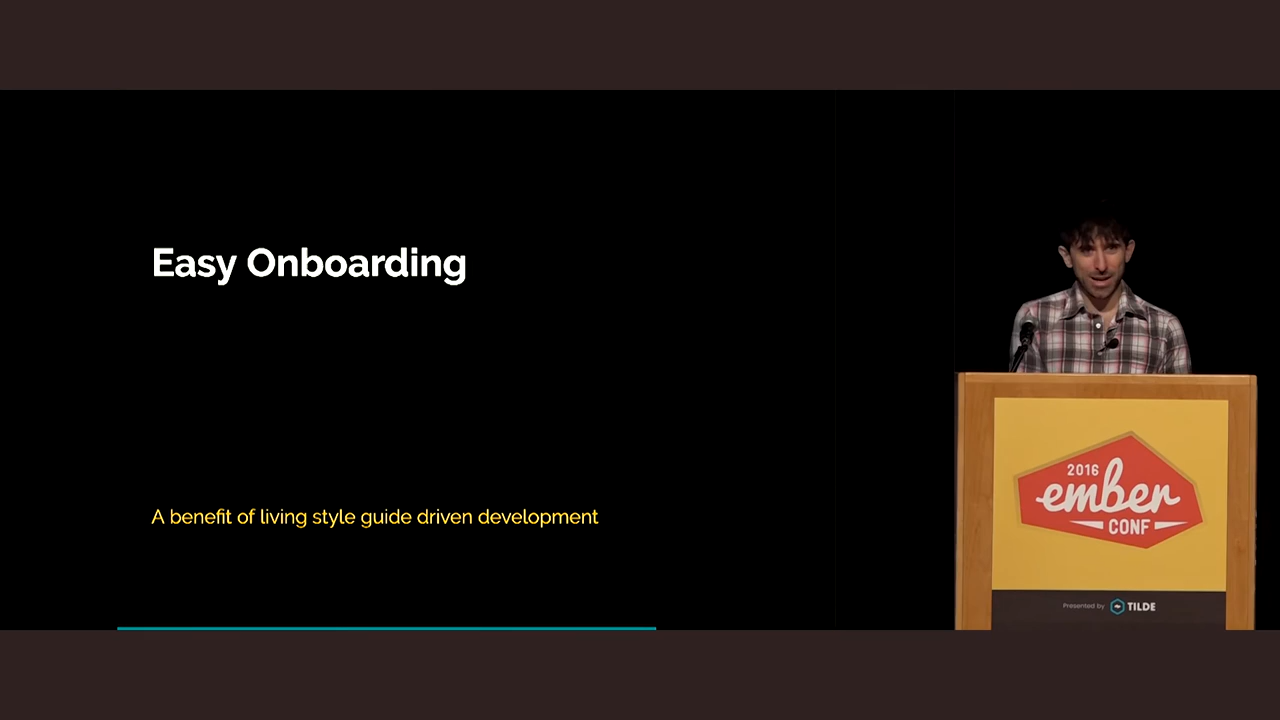 Easy Onboarding
A benefit of living style guide driven development
2016
ember
CONF
Presented by TILDE